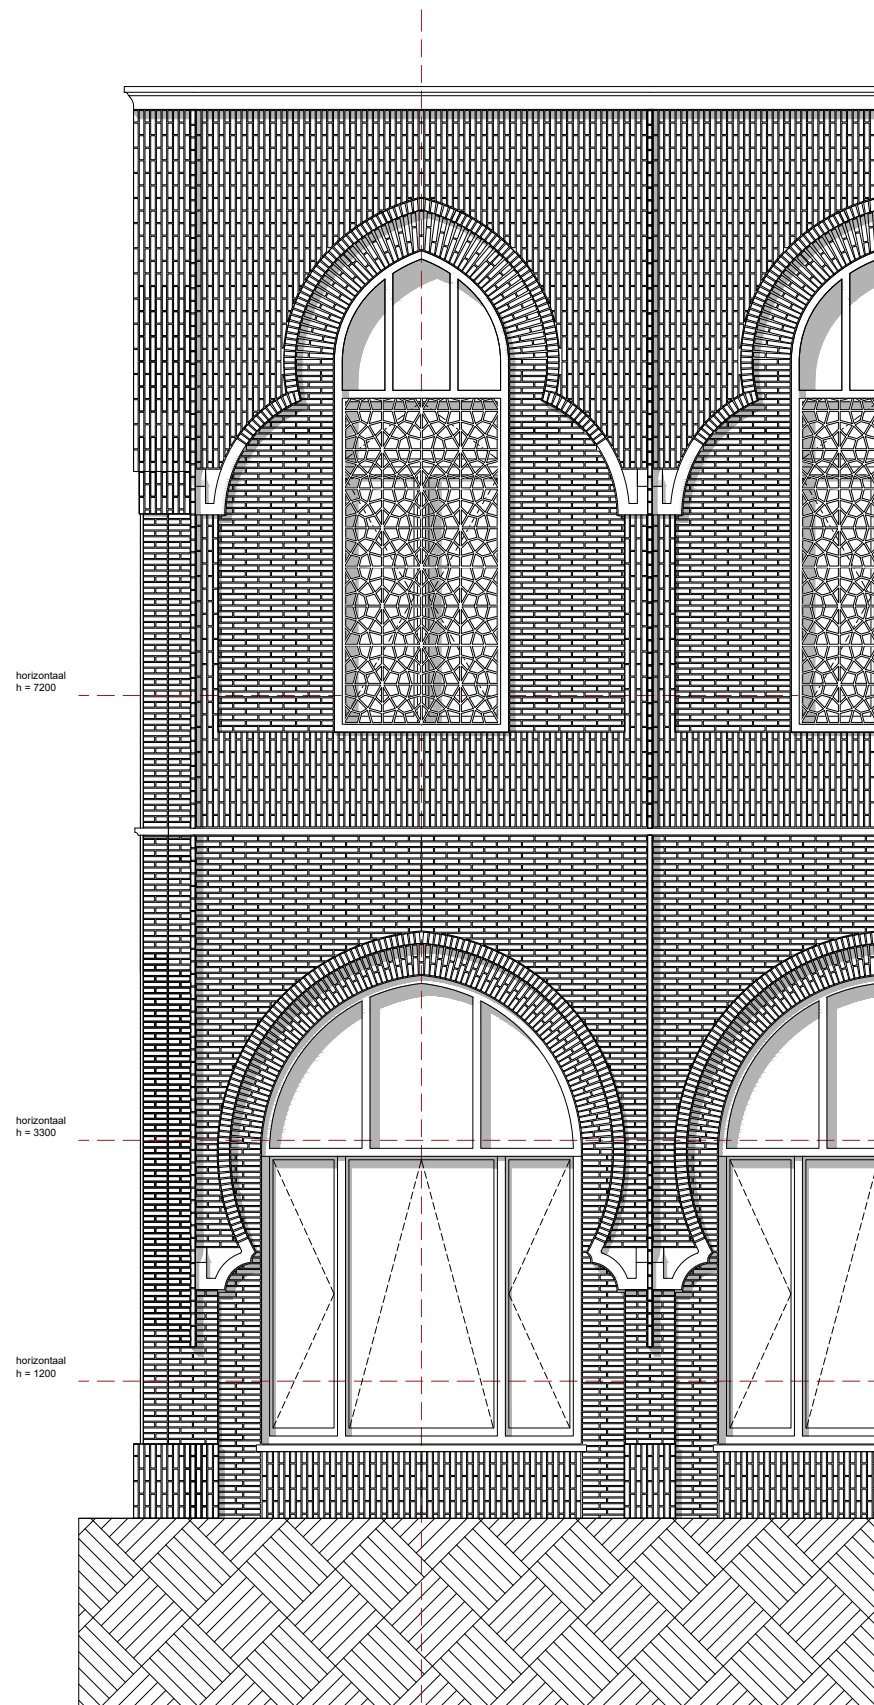 horizontaal
h = 7200
horizontaal
h = 3300
horizontaal
h = 1200